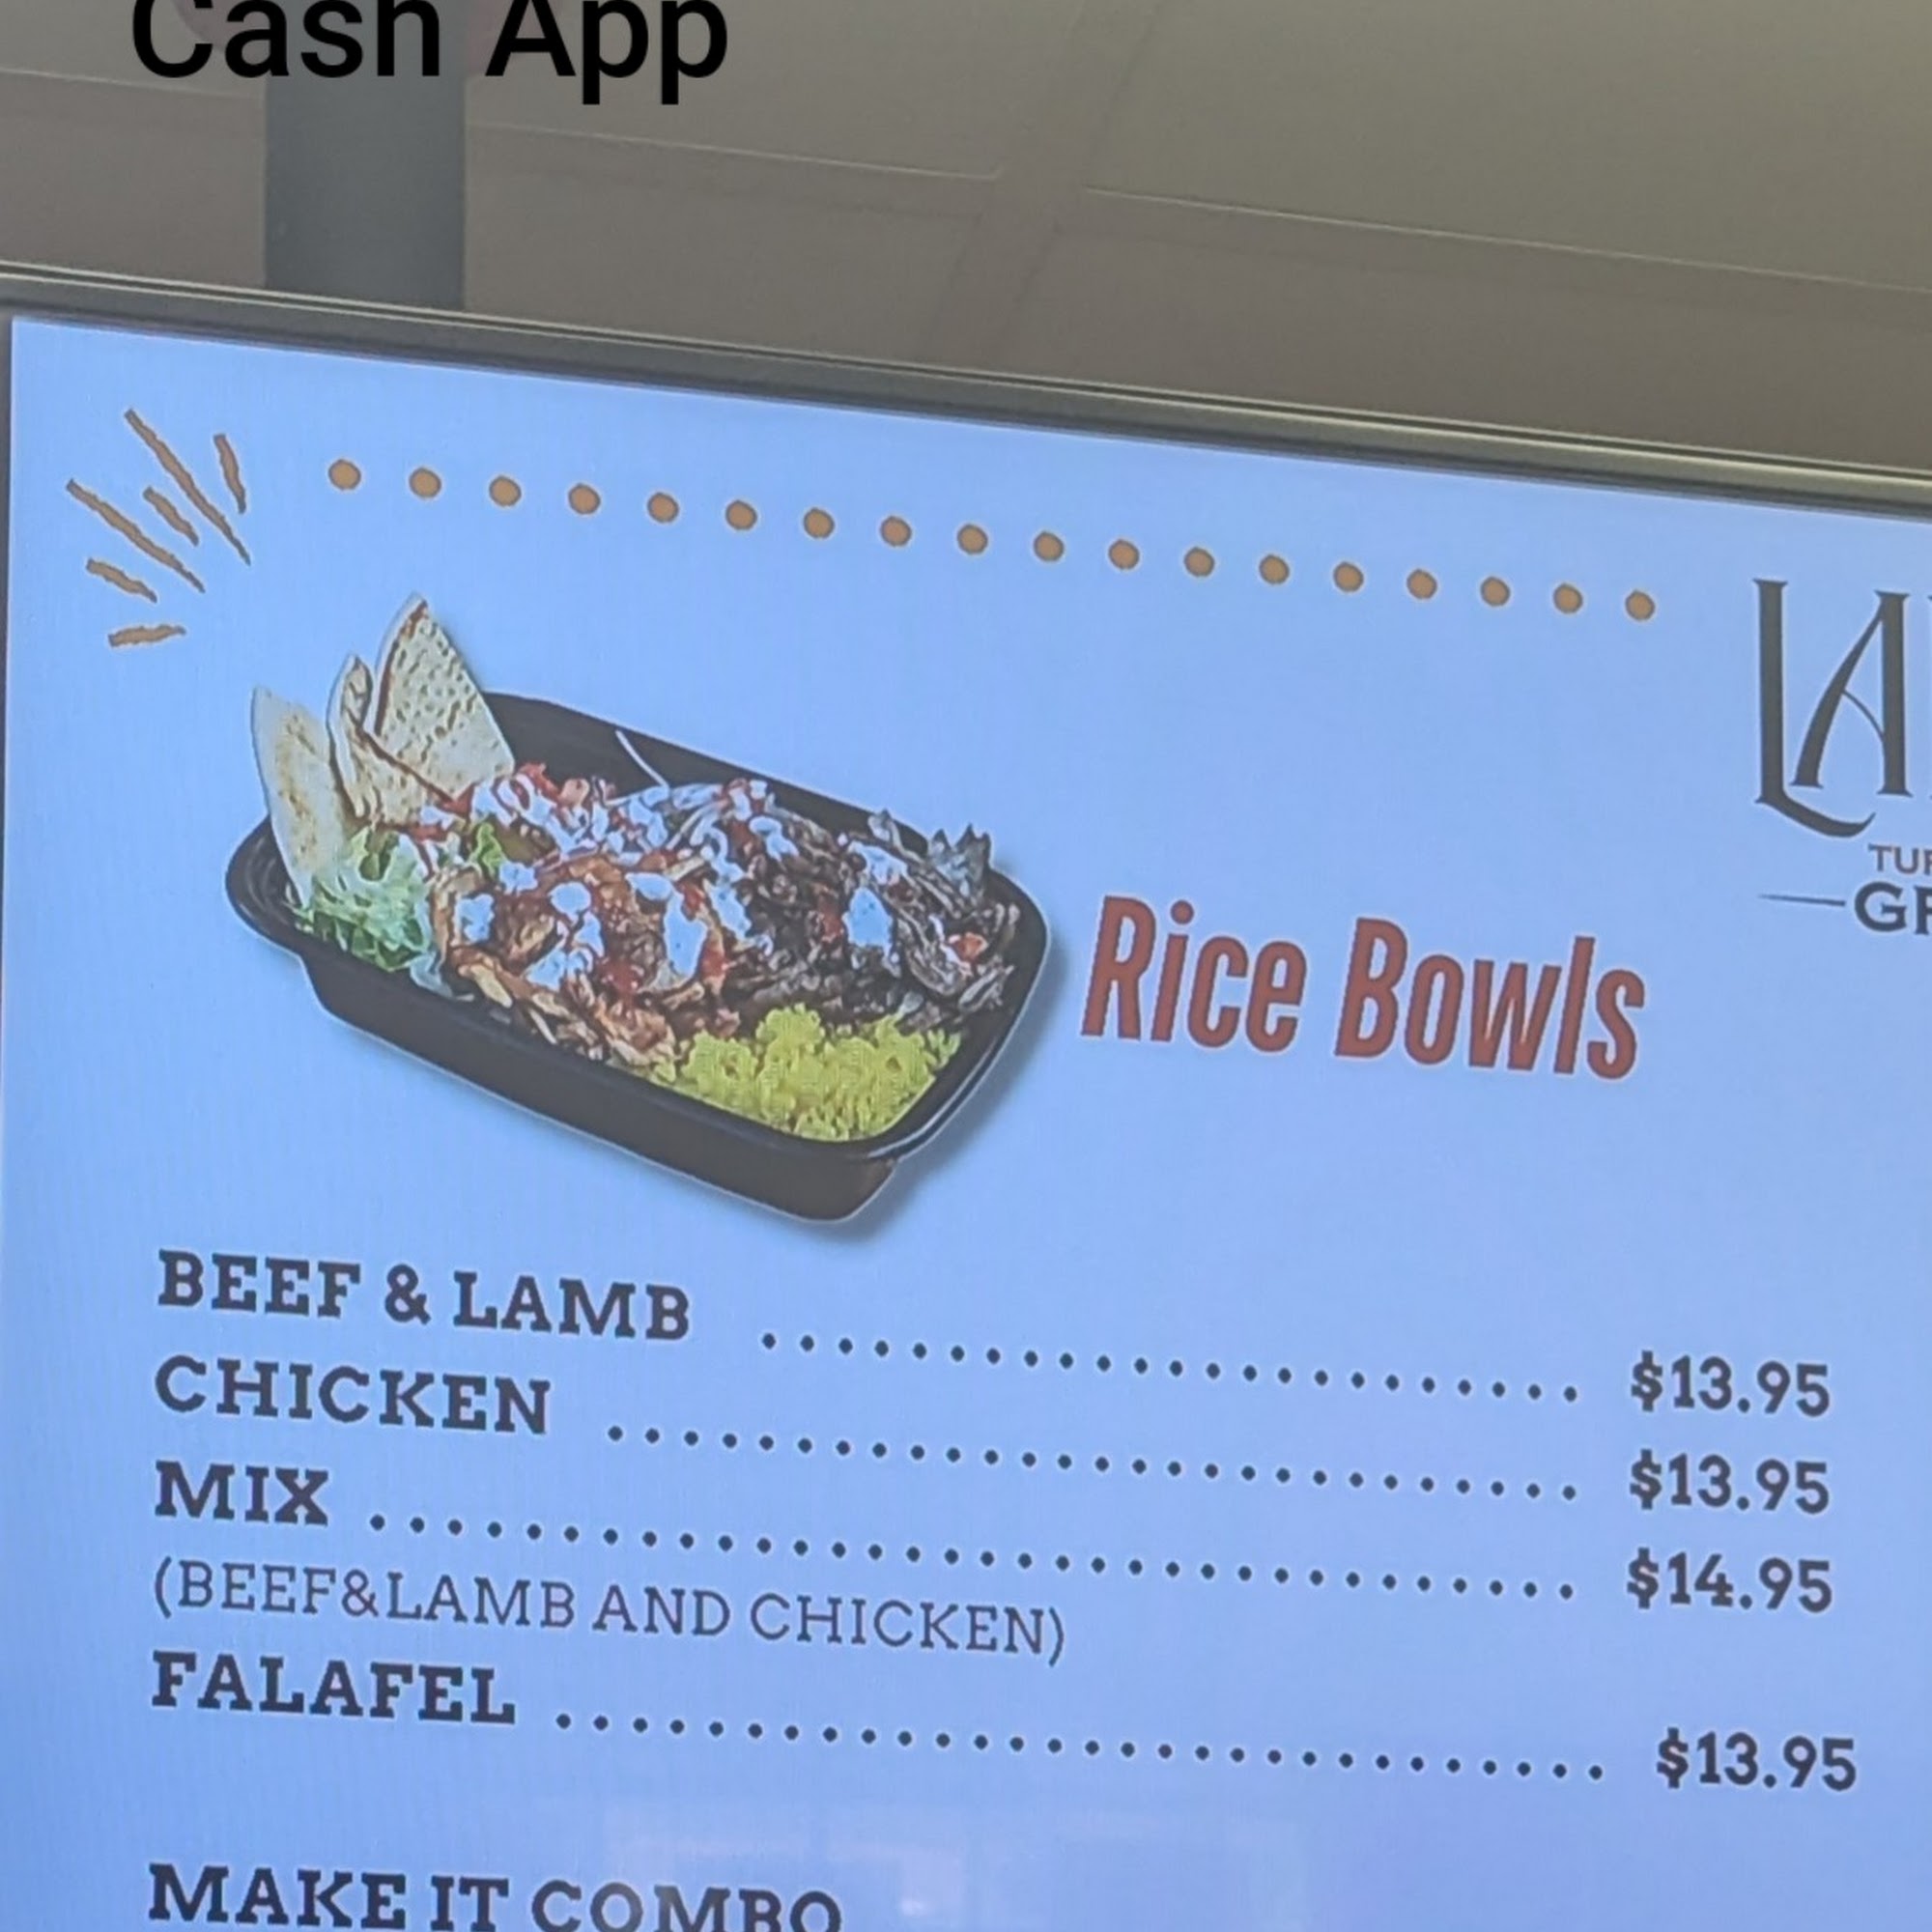 Cash App
Rice Bowls
BEEF & LAMB ........................ $13.95
CHICKEN ........................... $13.95
MIX ................................. $14.95
(BEEF&LAMB AND CHICKEN)
FALAFEL ............................ $13.95
MAKE IT COMBO